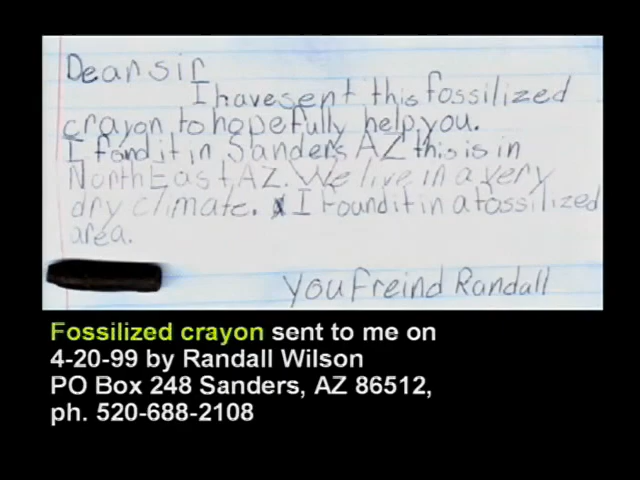 Dear sir
I have sent this fossilized
crayon to hopefully help you.
I fond it in Sanders AZ this is in
North East, AZ. We live in a very
dry climate. I found it in a fossilized
area.
you Freind Randall
Fossilized crayon sent to me on
4-20-99 by Randall Wilson
PO Box 248 Sanders, AZ 86512,
ph. 520-688-2108